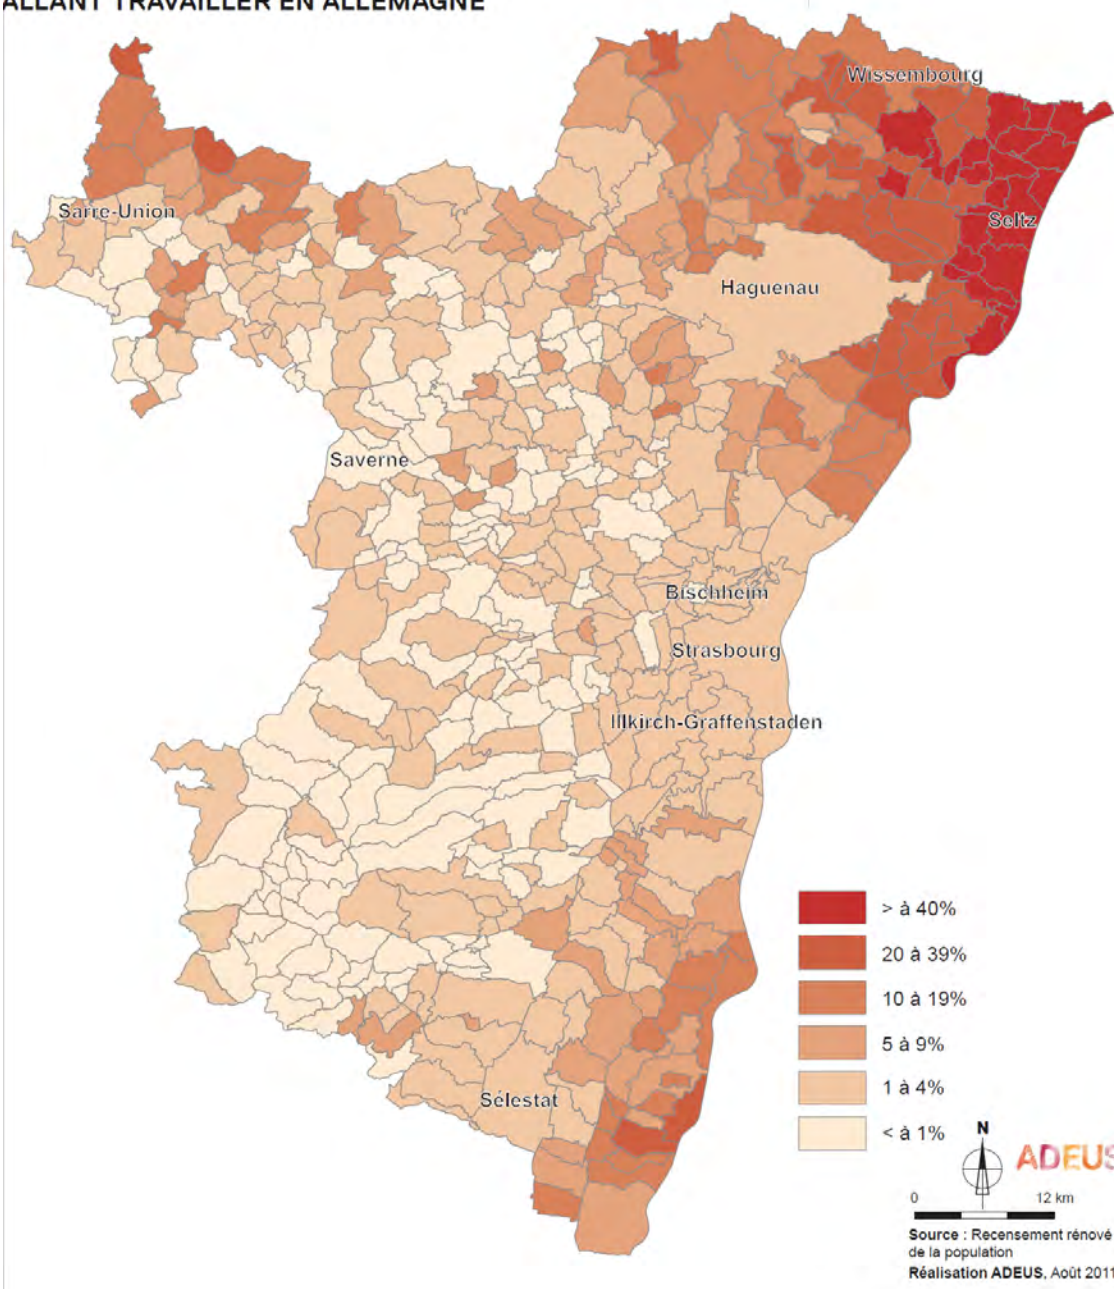 ALLANT TRAVAILLER EN ALLEMAGNE
Wissembourg
Sarre-Union
Seltz
Haguenau
Saverne
Bischheim
Strasbourg
Illkirch-Graffenstaden
Sélestat
> à 40%
20 à 39%
10 à 19%
5 à 9%
1 à 4%
< à 1%
N
ADEUS
0 12 km
Source : Recensement rénové
de la population
Réalisation ADEUS, Août 2011